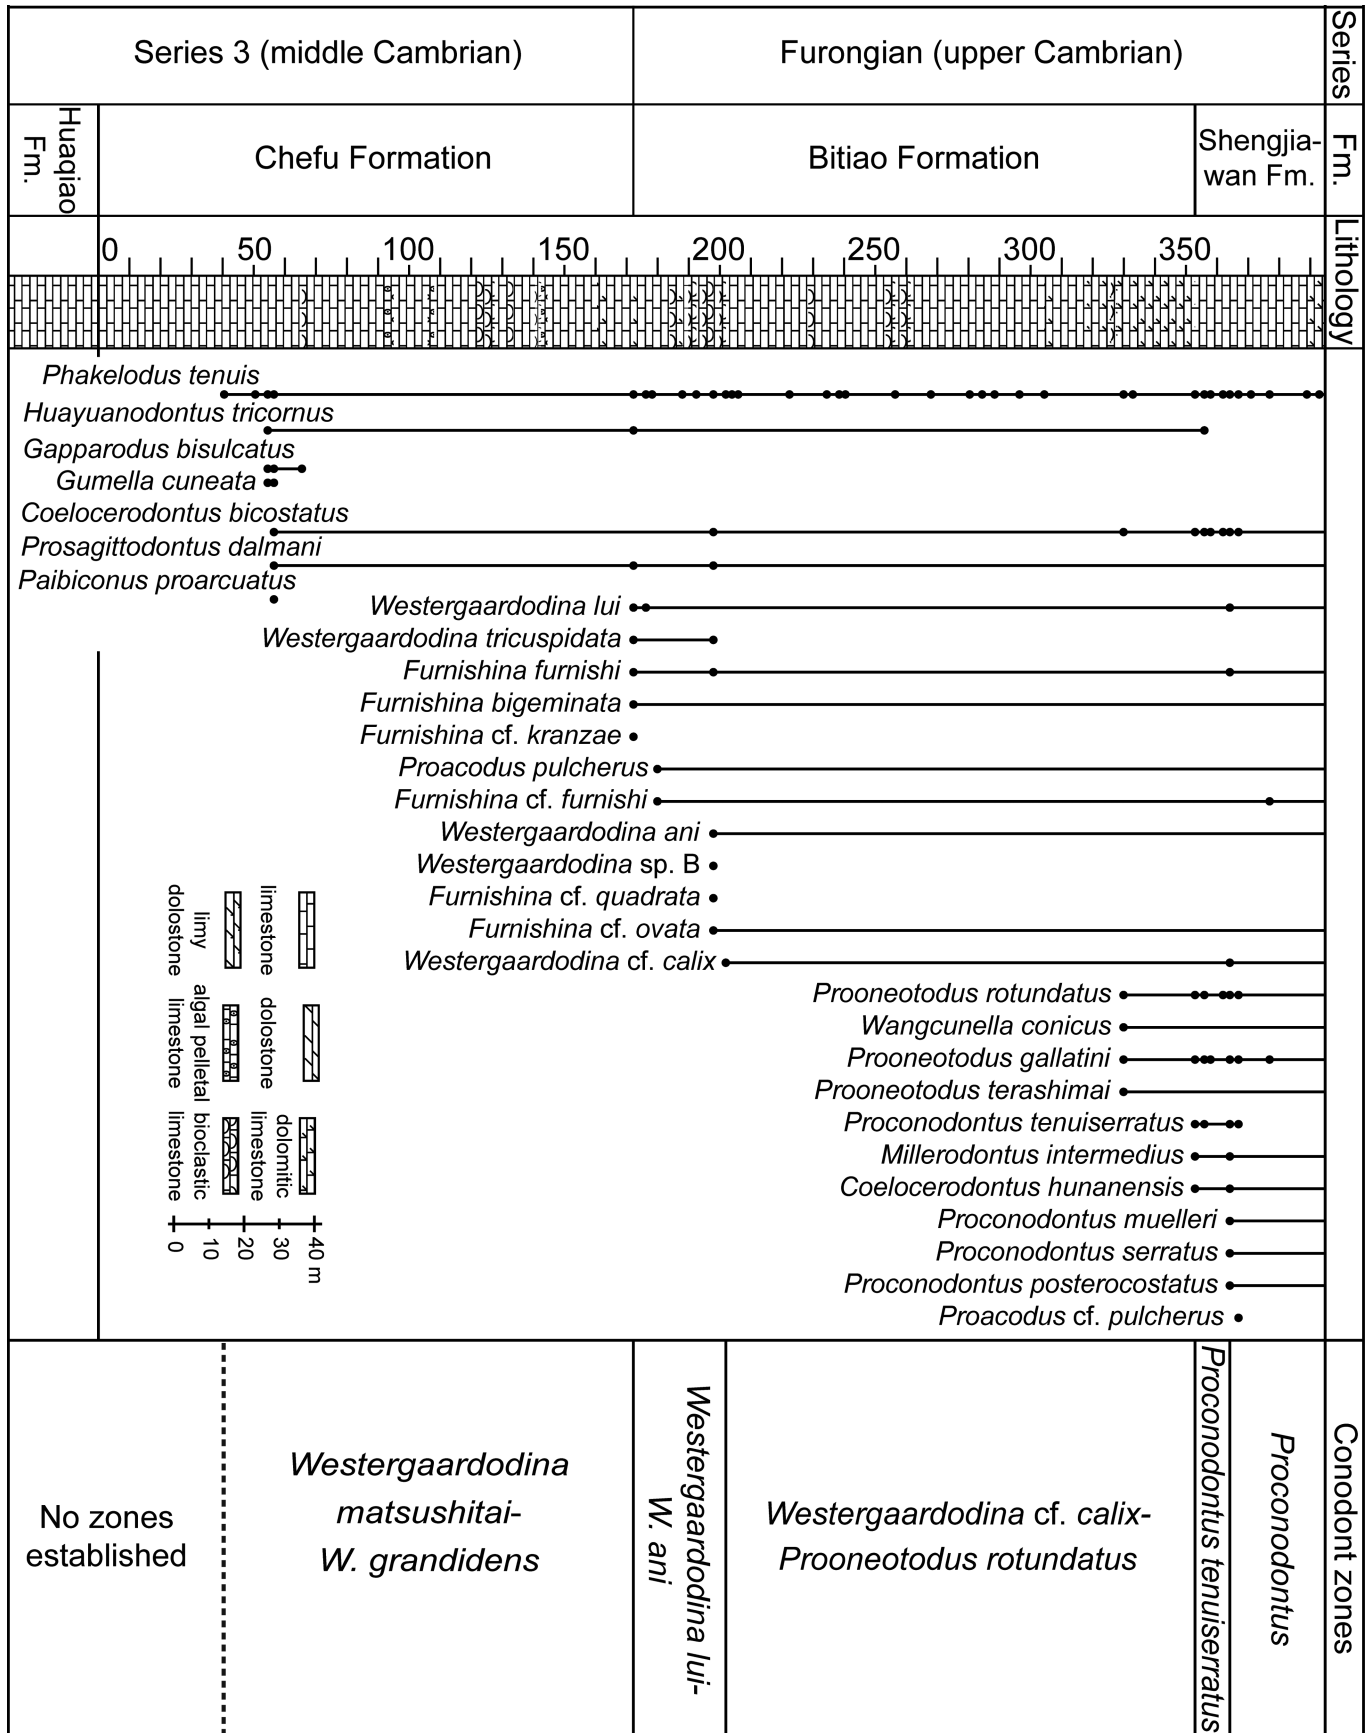 Series 3 (middle Cambrian)
Furongian (upper Cambrian)
Series
Huaqiao
Fm.
Chefu Formation
Bitiao Formation
Shengjia-
wan Fm.
Fm.
0 50 100 150 200 250 300 350
Lithology
Phakelodus tenuis
Huayuanodontus tricornus
Gapparodus bisulcatus
Gumella cuneata
Coelocerodontus bicostatus
Prosagittodontus dalmani
Paibiconus proarcuatus
Westergaardodina lui
Westergaardodina tricuspidata
Furnishina furnishi
Furnishina bigeminata
Furnishina cf. kranzae
Proacodus pulcherus
Furnishina cf. furnishi
Westergaardodina ani
Westergaardodina sp. B
Furnishina cf. quadrata
Furnishina cf. ovata
Westergaardodina cf. calix
Prooneotodus rotundatus
Wangcunella conicus
Prooneotodus gallatini
Prooneotodus terashimai
Proconodontus tenuiserratus
Millerodontus intermedius
Coelocerodontus hunanensis
Proconodontus muelleri
Proconodontus serratus
Proconodontus posterocostatus
Proacodus cf. pulcherus
limestone
dolostone
dolomitic
limestone
limy
dolostone
algal pelletal
limestone
bioclastic
limestone
0 10 20 30 40 m
No zones
established
Westergaardodina
matsushitai-
W. grandidens
Westergaardodina lui-
W. ani
Westergaardodina cf. calix-
Prooneotodus rotundatus
Proconodontus tenuiserratus
Proconodontus
Conodont zones